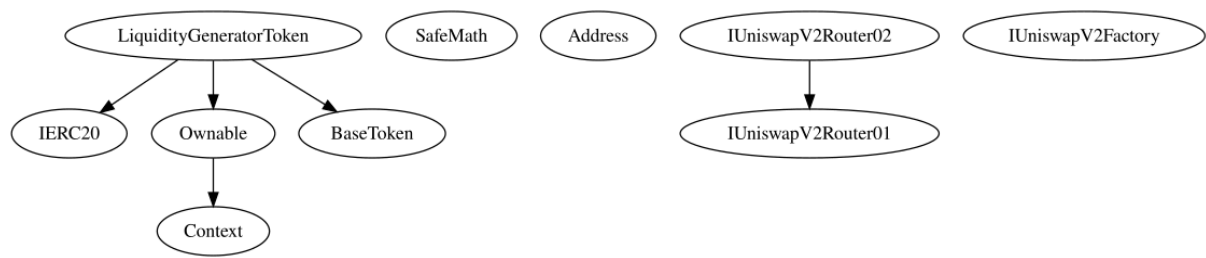 LiquidityGeneratorToken
SafeMath
Address
IUniswapV2Router02
IUniswapV2Factory
IERC20
Ownable
BaseToken
IUniswapV2Router01
Context